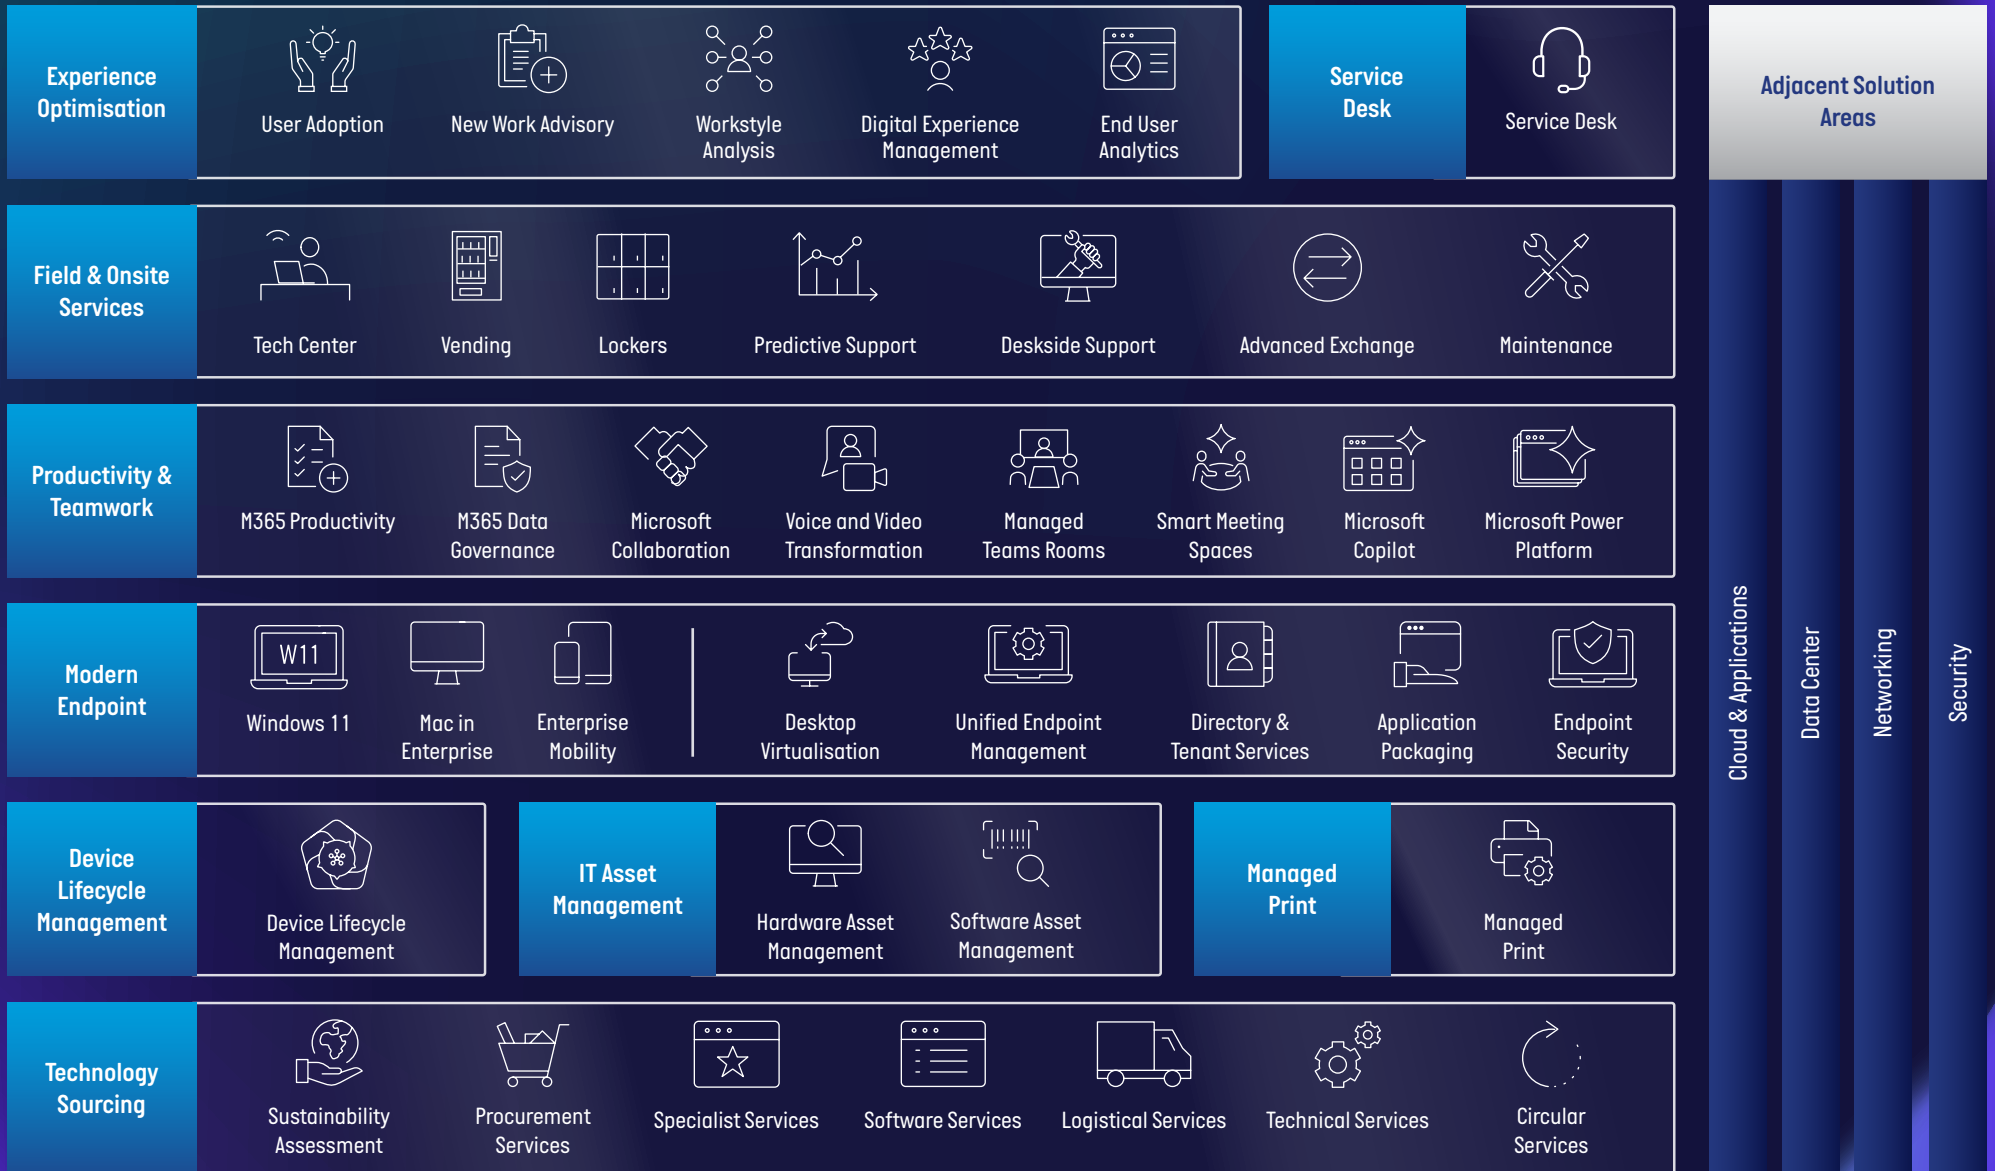 Experience
Optimisation
User Adoption
New Work Advisory
Workstyle
Analysis
Digital Experience
Management
End User
Analytics
Service
Desk
Service Desk
Adjacent Solution
Areas
Field & Onsite
Services
Tech Center
Vending
Lockers
Predictive Support
Deskside Support
Advanced Exchange
Maintenance
Productivity &
Teamwork
M365 Productivity
M365 Data
Governance
Microsoft
Collaboration
Voice and Video
Transformation
Managed
Teams Rooms
Smart Meeting
Spaces
Microsoft
Copilot
Microsoft Power
Platform
Modern
Endpoint
W11
Windows 11
Mac in
Enterprise
Enterprise
Mobility
Desktop
Virtualisation
Unified Endpoint
Management
Directory &
Tenant Services
Application
Packaging
Endpoint
Security
Device
Lifecycle
Management
Device Lifecycle
Management
IT Asset
Management
Hardware Asset
Management
Software Asset
Management
Managed
Print
Managed
Print
Technology
Sourcing
Sustainability
Assessment
Procurement
Services
Specialist Services
Software Services
Logistical Services
Technical Services
Circular
Services
Cloud & Applications
Data Center
Networking
Security